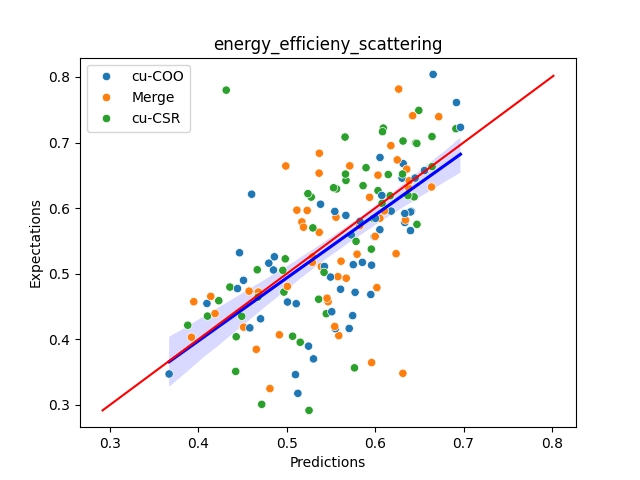 energy_efficieny_scattering
cu-COO
Merge
cu-CSR
0.8
0.7
0.6
0.5
0.4
0.3
Expectations
0.3 0.4 0.5 0.6 0.7 0.8
Predictions